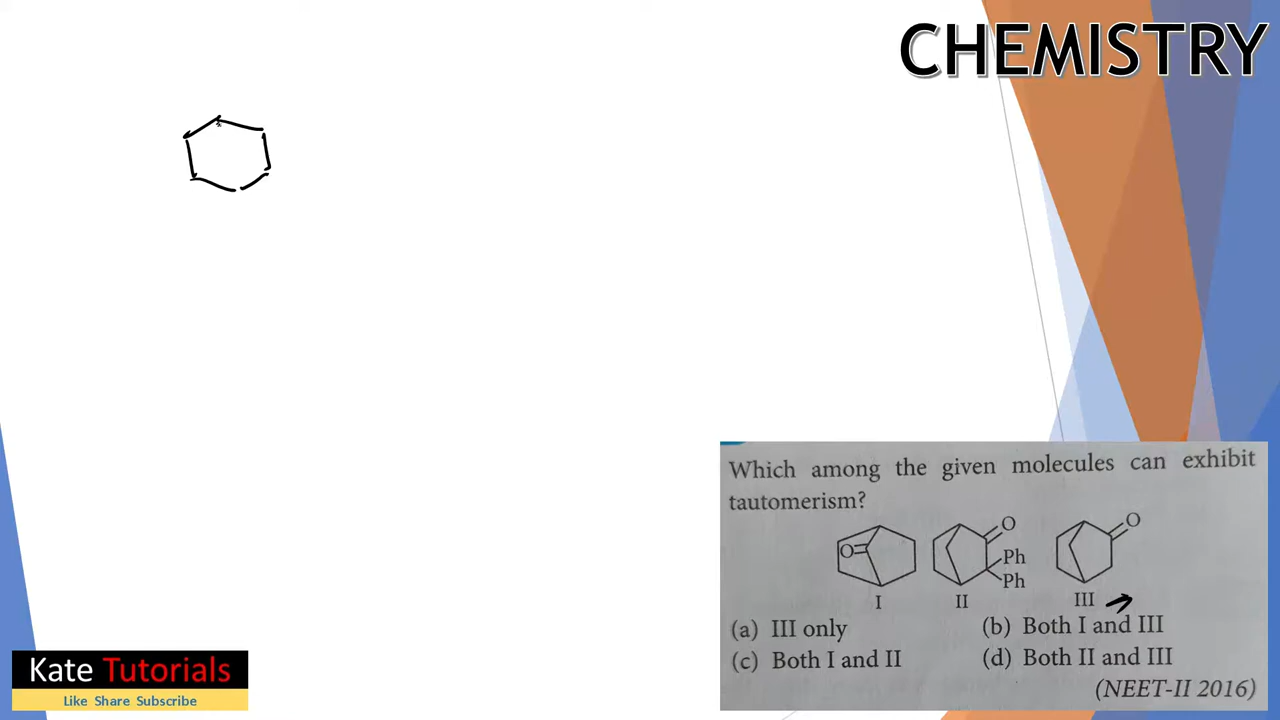 CHEMISTRY
Which among the given molecules can exhibit
tautomerism?
O O O
Ph
Ph
I II III
(a) III only (b) Both I and III
(c) Both I and II (d) Both II and III
(NEET-II 2016)
Kate Tutorials
Like Share Subscribe